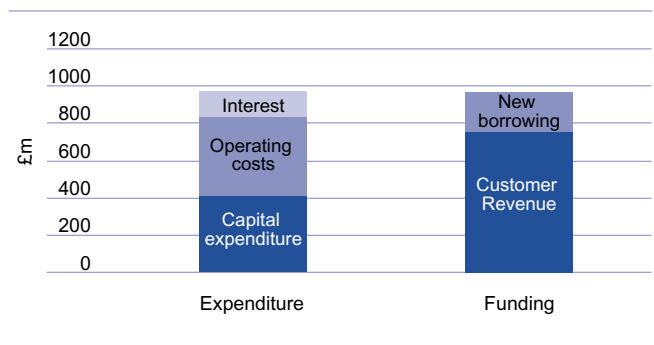 1200
1000
800
600
400
200
0
£m
Interest
Operating
costs
Capital
expenditure
New
borrowing
Customer
Revenue
Expenditure
Funding